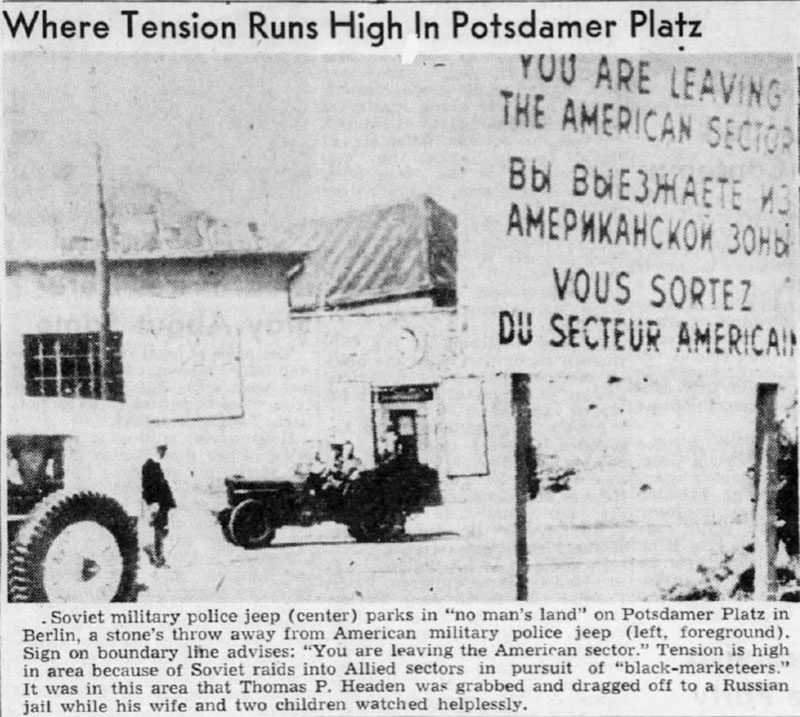 Where Tension Runs High In Potsdamer Platz
YOU ARE LEAVING
THE AMERICAN SECTOR
ВЫ ВЫЕЗЖАЕТЕ ИЗ
АМЕРИКАНСКОЙ ЗОНЫ
VOUS SORTEZ
DU SECTEUR AMERICAIN
Soviet military police jeep (center) parks in “no man's land” on Potsdamer Platz in
Berlin, a stone's throw away from American military police jeep (left, foreground).
Sign on boundary line advises: “You are leaving the American sector.” Tension is high
in area because of Soviet raids into Allied sectors in pursuit of “black-marketeers.”
It was in this area that Thomas P. Headen was grabbed and dragged off to a Russian
jail while his wife and two children watched helplessly.